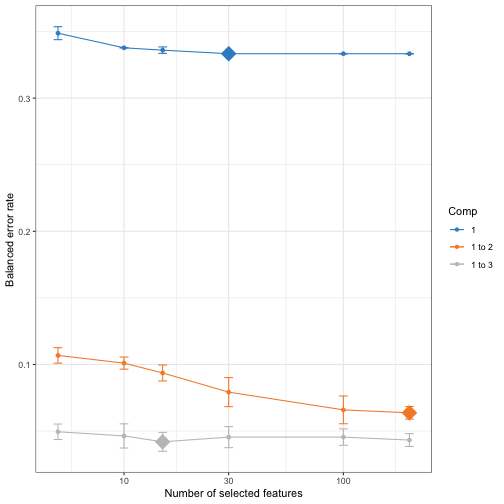 0.3
0.2
0.1
Balanced error rate
10
30
100
Number of selected features
Comp
1
1 to 2
1 to 3